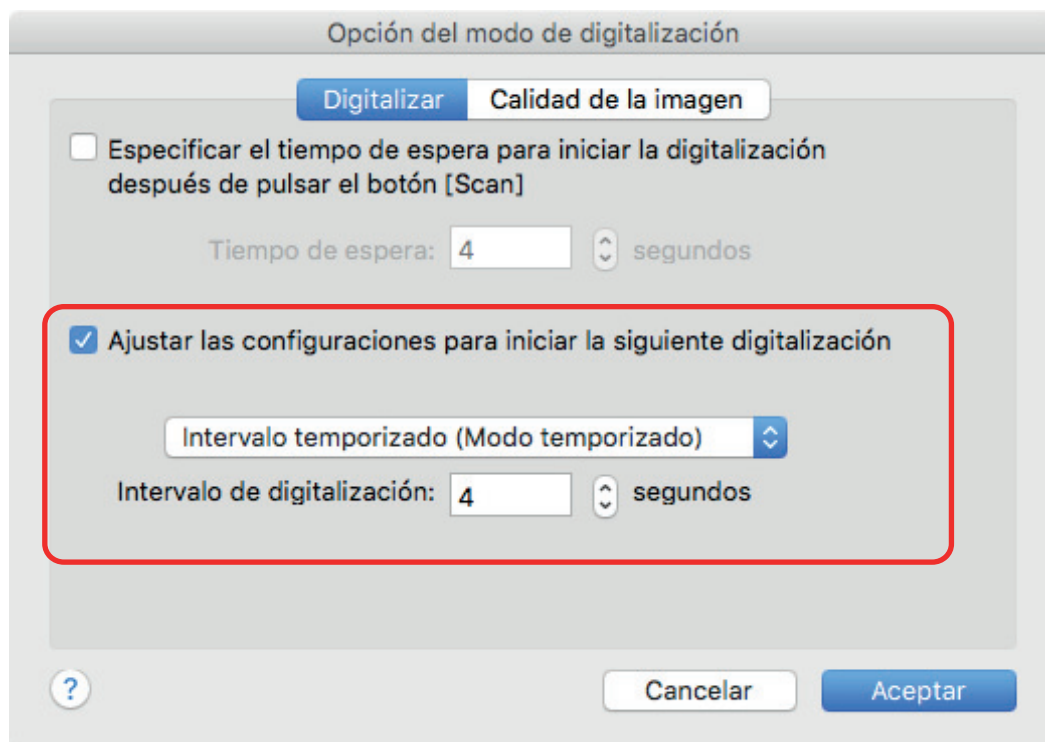 Opción del modo de digitalización
Digitalizar Calidad de la imagen
Especificar el tiempo de espera para iniciar la digitalización
después de pulsar el botón [Scan]
Tiempo de espera: 4 segundos
Ajustar las configuraciones para iniciar la siguiente digitalización
Intervalo temporizado (Modo temporizado)
Intervalo de digitalización: 4 segundos
? Cancelar Aceptar